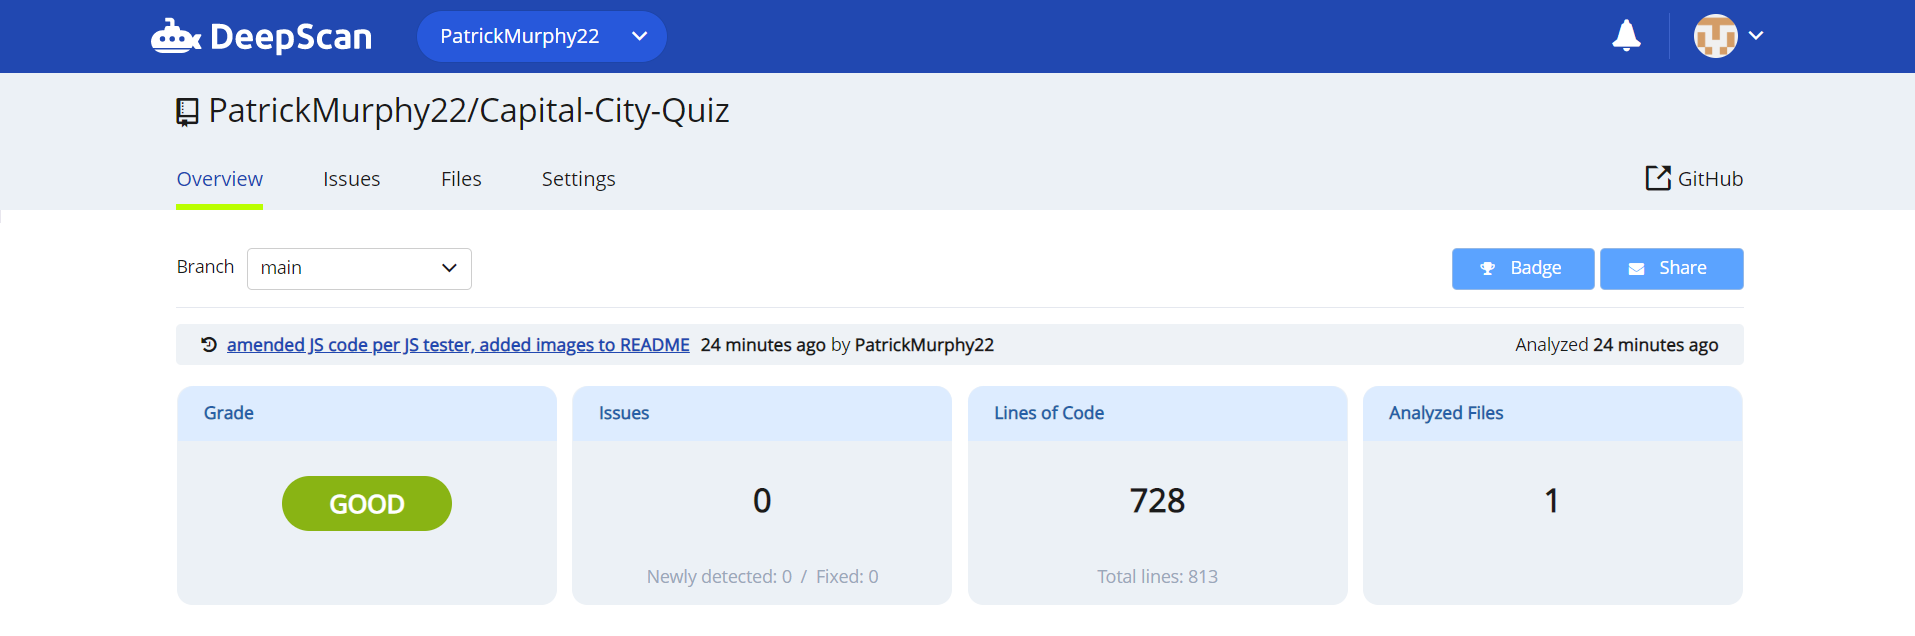 DeepScan PatrickMurphy22
PatrickMurphy22/Capital-City-Quiz
Overview Issues Files Settings GitHub
Branch main Badge Share
amended JS code per JS tester, added images to README 24 minutes ago by PatrickMurphy22 Analyzed 24 minutes ago
Grade Issues Lines of Code Analyzed Files
GOOD 0 728 1
Newly detected: 0 / Fixed: 0 Total lines: 813